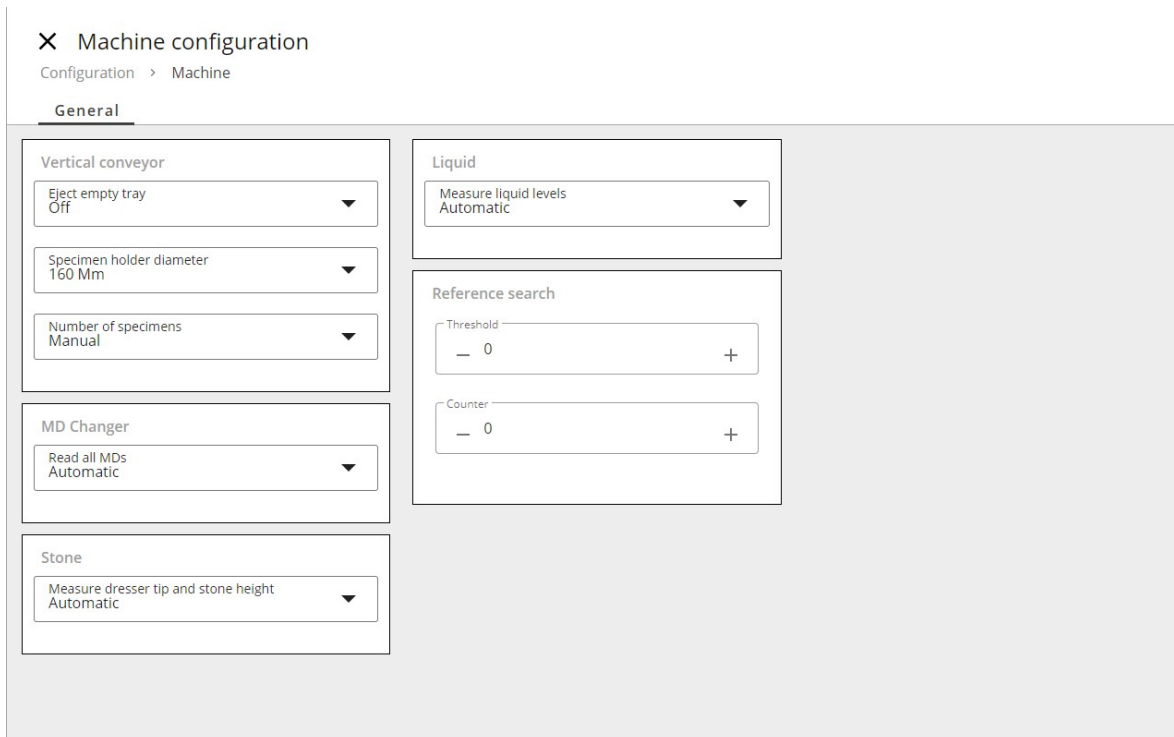 Machine configuration
Configuration > Machine
General
Vertical conveyor
Eject empty tray
Off
Specimen holder diameter
160 Mm
Number of specimens
Manual
MD Changer
Read all MDs
Automatic
Stone
Measure dresser tip and stone height
Automatic
Liquid
Measure liquid levels
Automatic
Reference search
Threshold
0
Counter
0